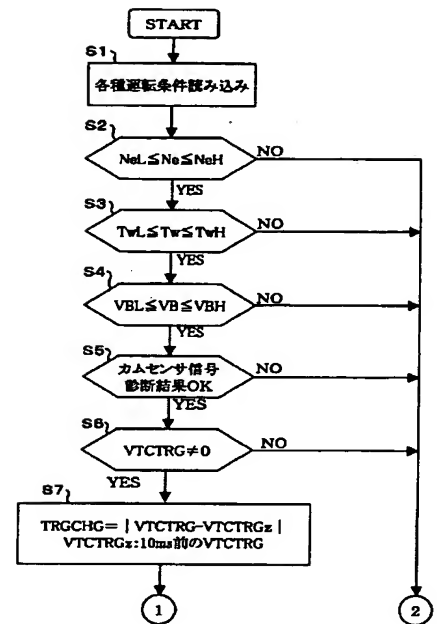 START
S1
各種運転条件読み込み
S2
NeL≦Ne≦NeH
NO
YES
S3
TwL≦Tw≦TwH
NO
YES
S4
VBL≦VB≦VBH
NO
YES
S5
カムセンサ信号
診断結果OK
NO
YES
S6
VTCTRG≠0
NO
YES
S7
TRGCHG=|VTCTRG-VTCTRGz|
VTCTRGz:10ms前のVTCTRG
1
2